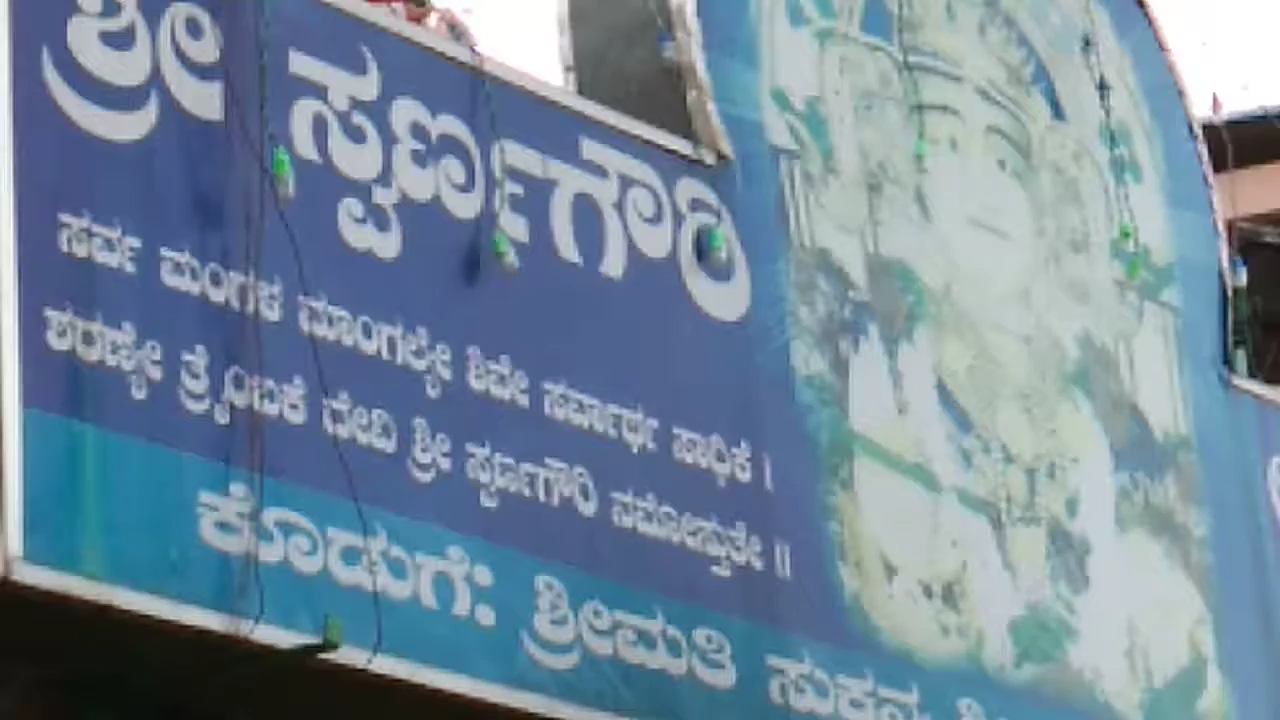 ಶ್ರೀ ಸ್ವರ್ಣಗೌರಿ
ಸರ್ವ ಮಂಗಳ ಮಾಂಗಲ್ಯೇ ಶಿವೇ ಸರ್ವಾರ್ಥ ಸಾಧಿಕೆ ।
ಶರಣ್ಯೇ ತ್ರೈಂಬಕೆ ದೇವಿ ಶ್ರೀ ಸ್ವರ್ಣಗೌರಿ ನಮೋಸ್ತುತೇ ॥
ಕೊಡುಗೆ: ಶ್ರೀಮತಿ